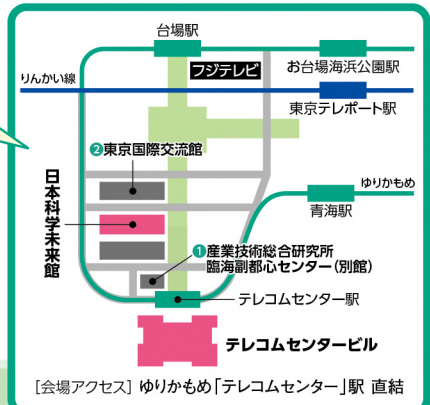 台場駅
フジテレビ
お台場海浜公園駅
りんかい線
東京テレポート駅
②東京国際交流館
ゆりかもめ
日本科学未来館
青海駅
①産業技術総合研究所
臨海副都心センター(別館)
テレコムセンター駅
テレコムセンタービル
[会場アクセス] ゆりかもめ「テレコムセンター」駅 直結